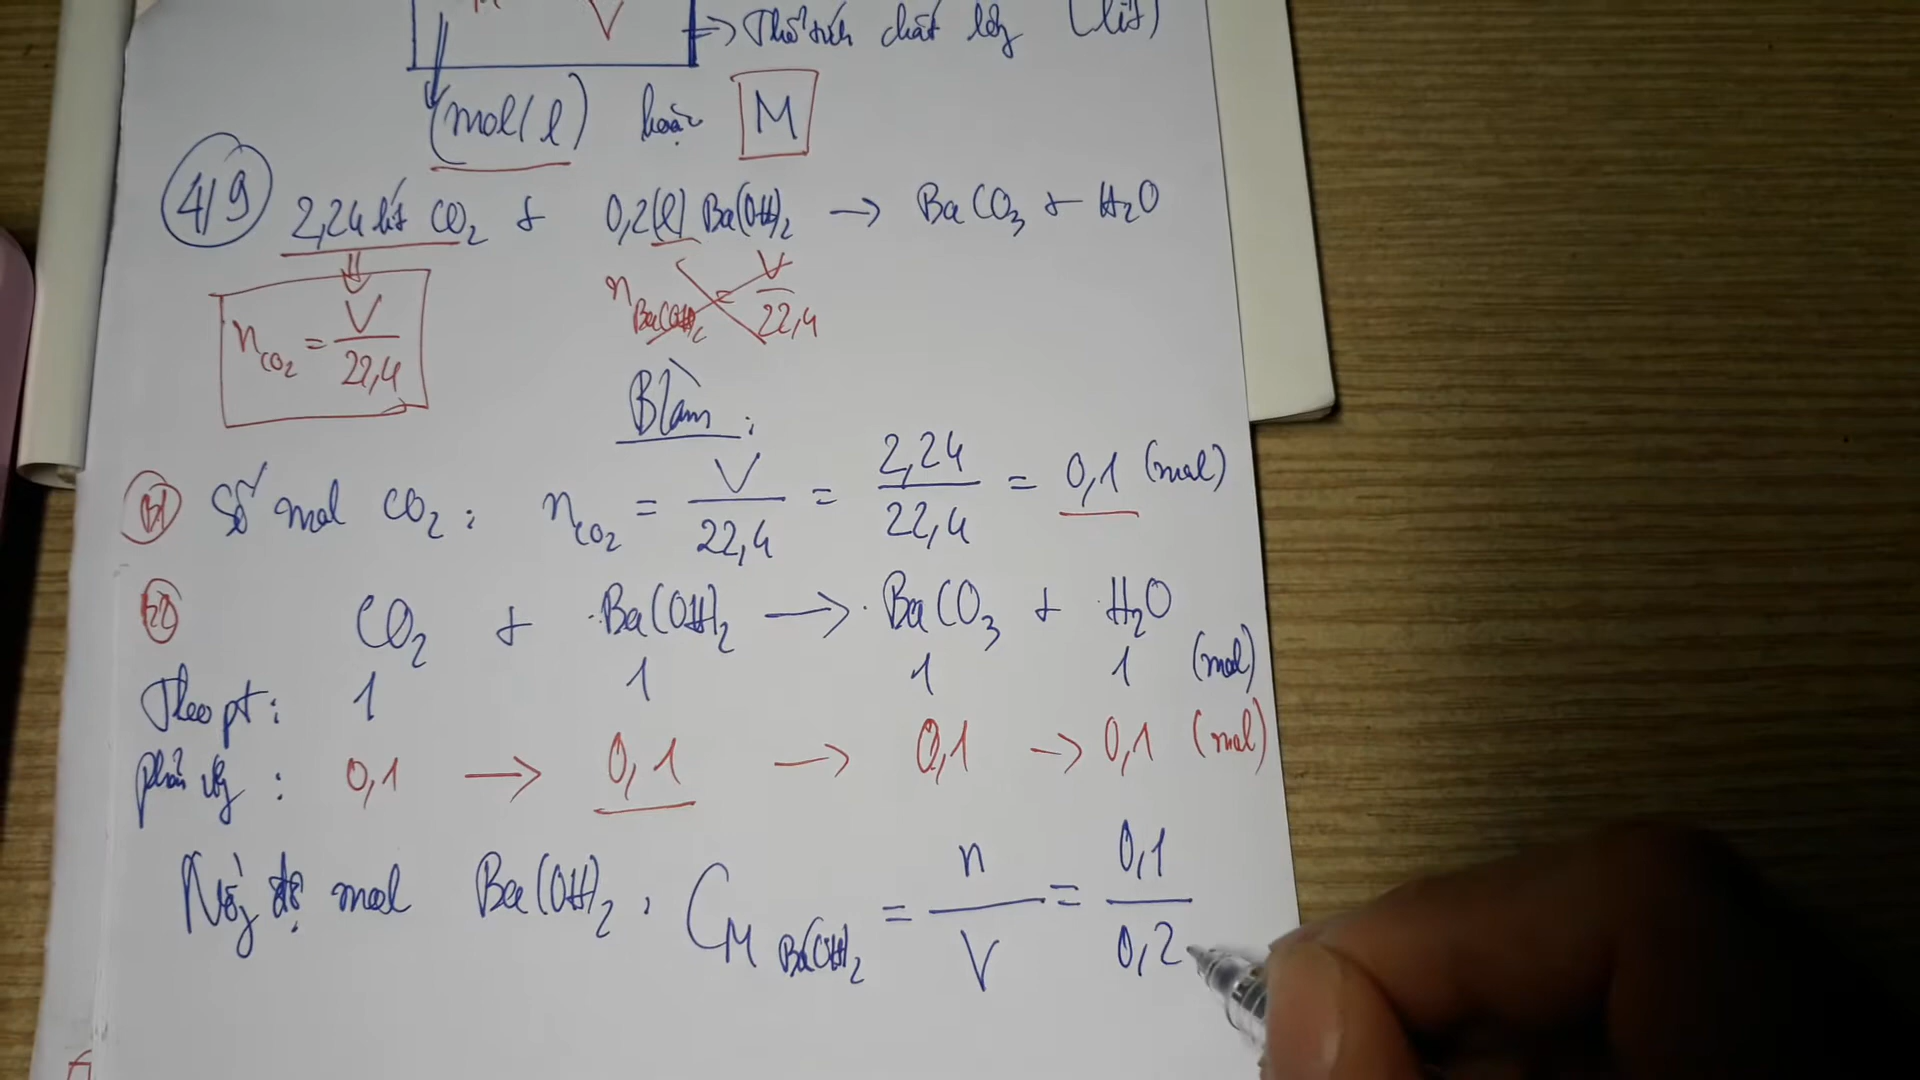 V => Thể tích chất lỏng (lít)
(mol/l) hoặc M
4/9 2,24 lít CO₂ + 0,2(l) Ba(OH)₂ → BaCO₃ + H₂O
n CO₂ = V/22,4
n Ba(OH)₂ = V/22,4
Blàm:
B1 Số mol CO₂: n CO₂ = V/22,4 = 2,24/22,4 = 0,1 (mol)
CO₂ + Ba(OH)₂ → BaCO₃ + H₂O
Theo pt: 1 1 1 1 (mol)
phản ứng: 0,1 → 0,1 → 0,1 → 0,1 (mol)
Nồng độ mol Ba(OH)₂: CM Ba(OH)₂ = n/V = 0,1/0,2